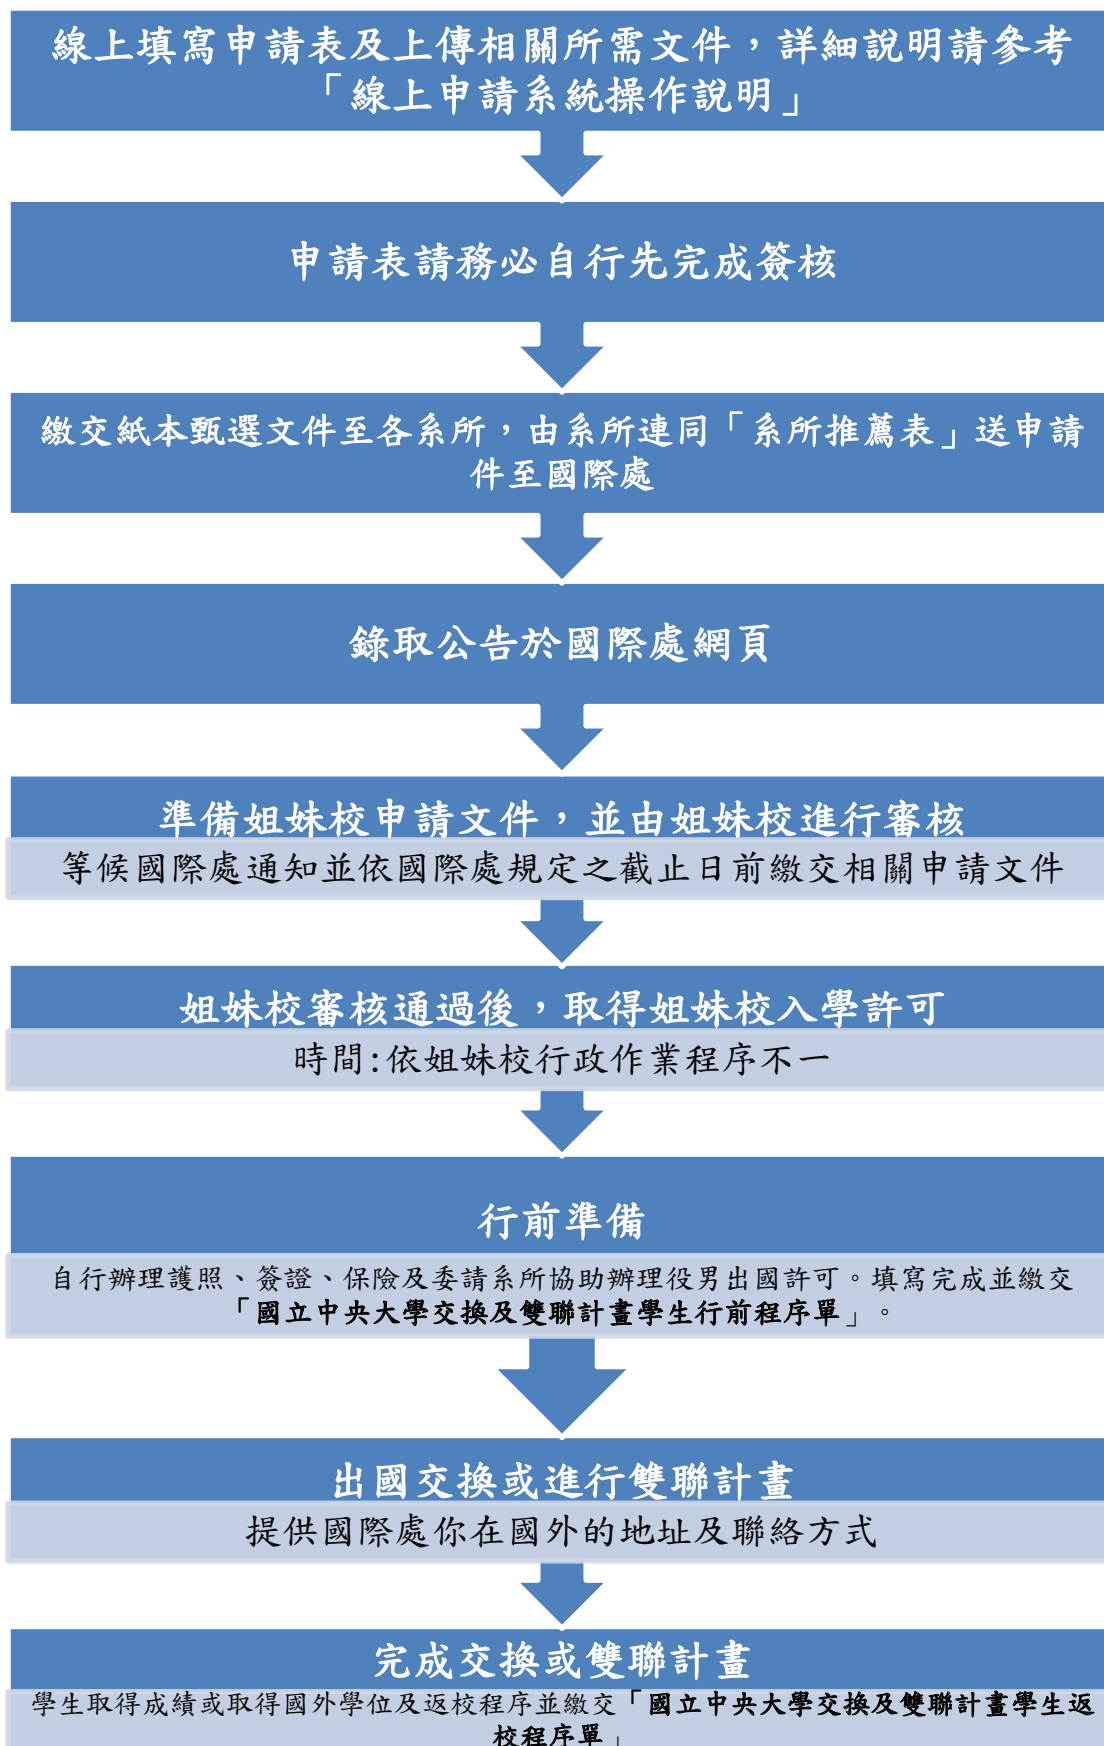 線上填寫申請表及上傳相關所需文件，詳細說明請參考
「線上申請系統操作說明」
申請表請務必自行先完成簽核
繳交紙本甄選文件至各系所，由系所連同「系所推薦表」送申請
件至國際處
錄取公告於國際處網頁
準備姐妹校申請文件，並由姐妹校進行審核
等候國際處通知並依國際處規定之截止日前繳交相關申請文件
姐妹校審核通過後，取得姐妹校入學許可
時間:依姐妹校行政作業程序不一
行前準備
自行辦理護照、簽證、保險及委請系所協助辦理役男出國許可。填寫完成並繳交
「國立中央大學交換及雙聯計畫學生行前程序單」。
出國交換或進行雙聯計畫
提供國際處你在國外的地址及聯絡方式
完成交換或雙聯計畫
學生取得成績或取得國外學位及返校程序並繳交「國立中央大學交換及雙聯計畫學生返
校程序單」